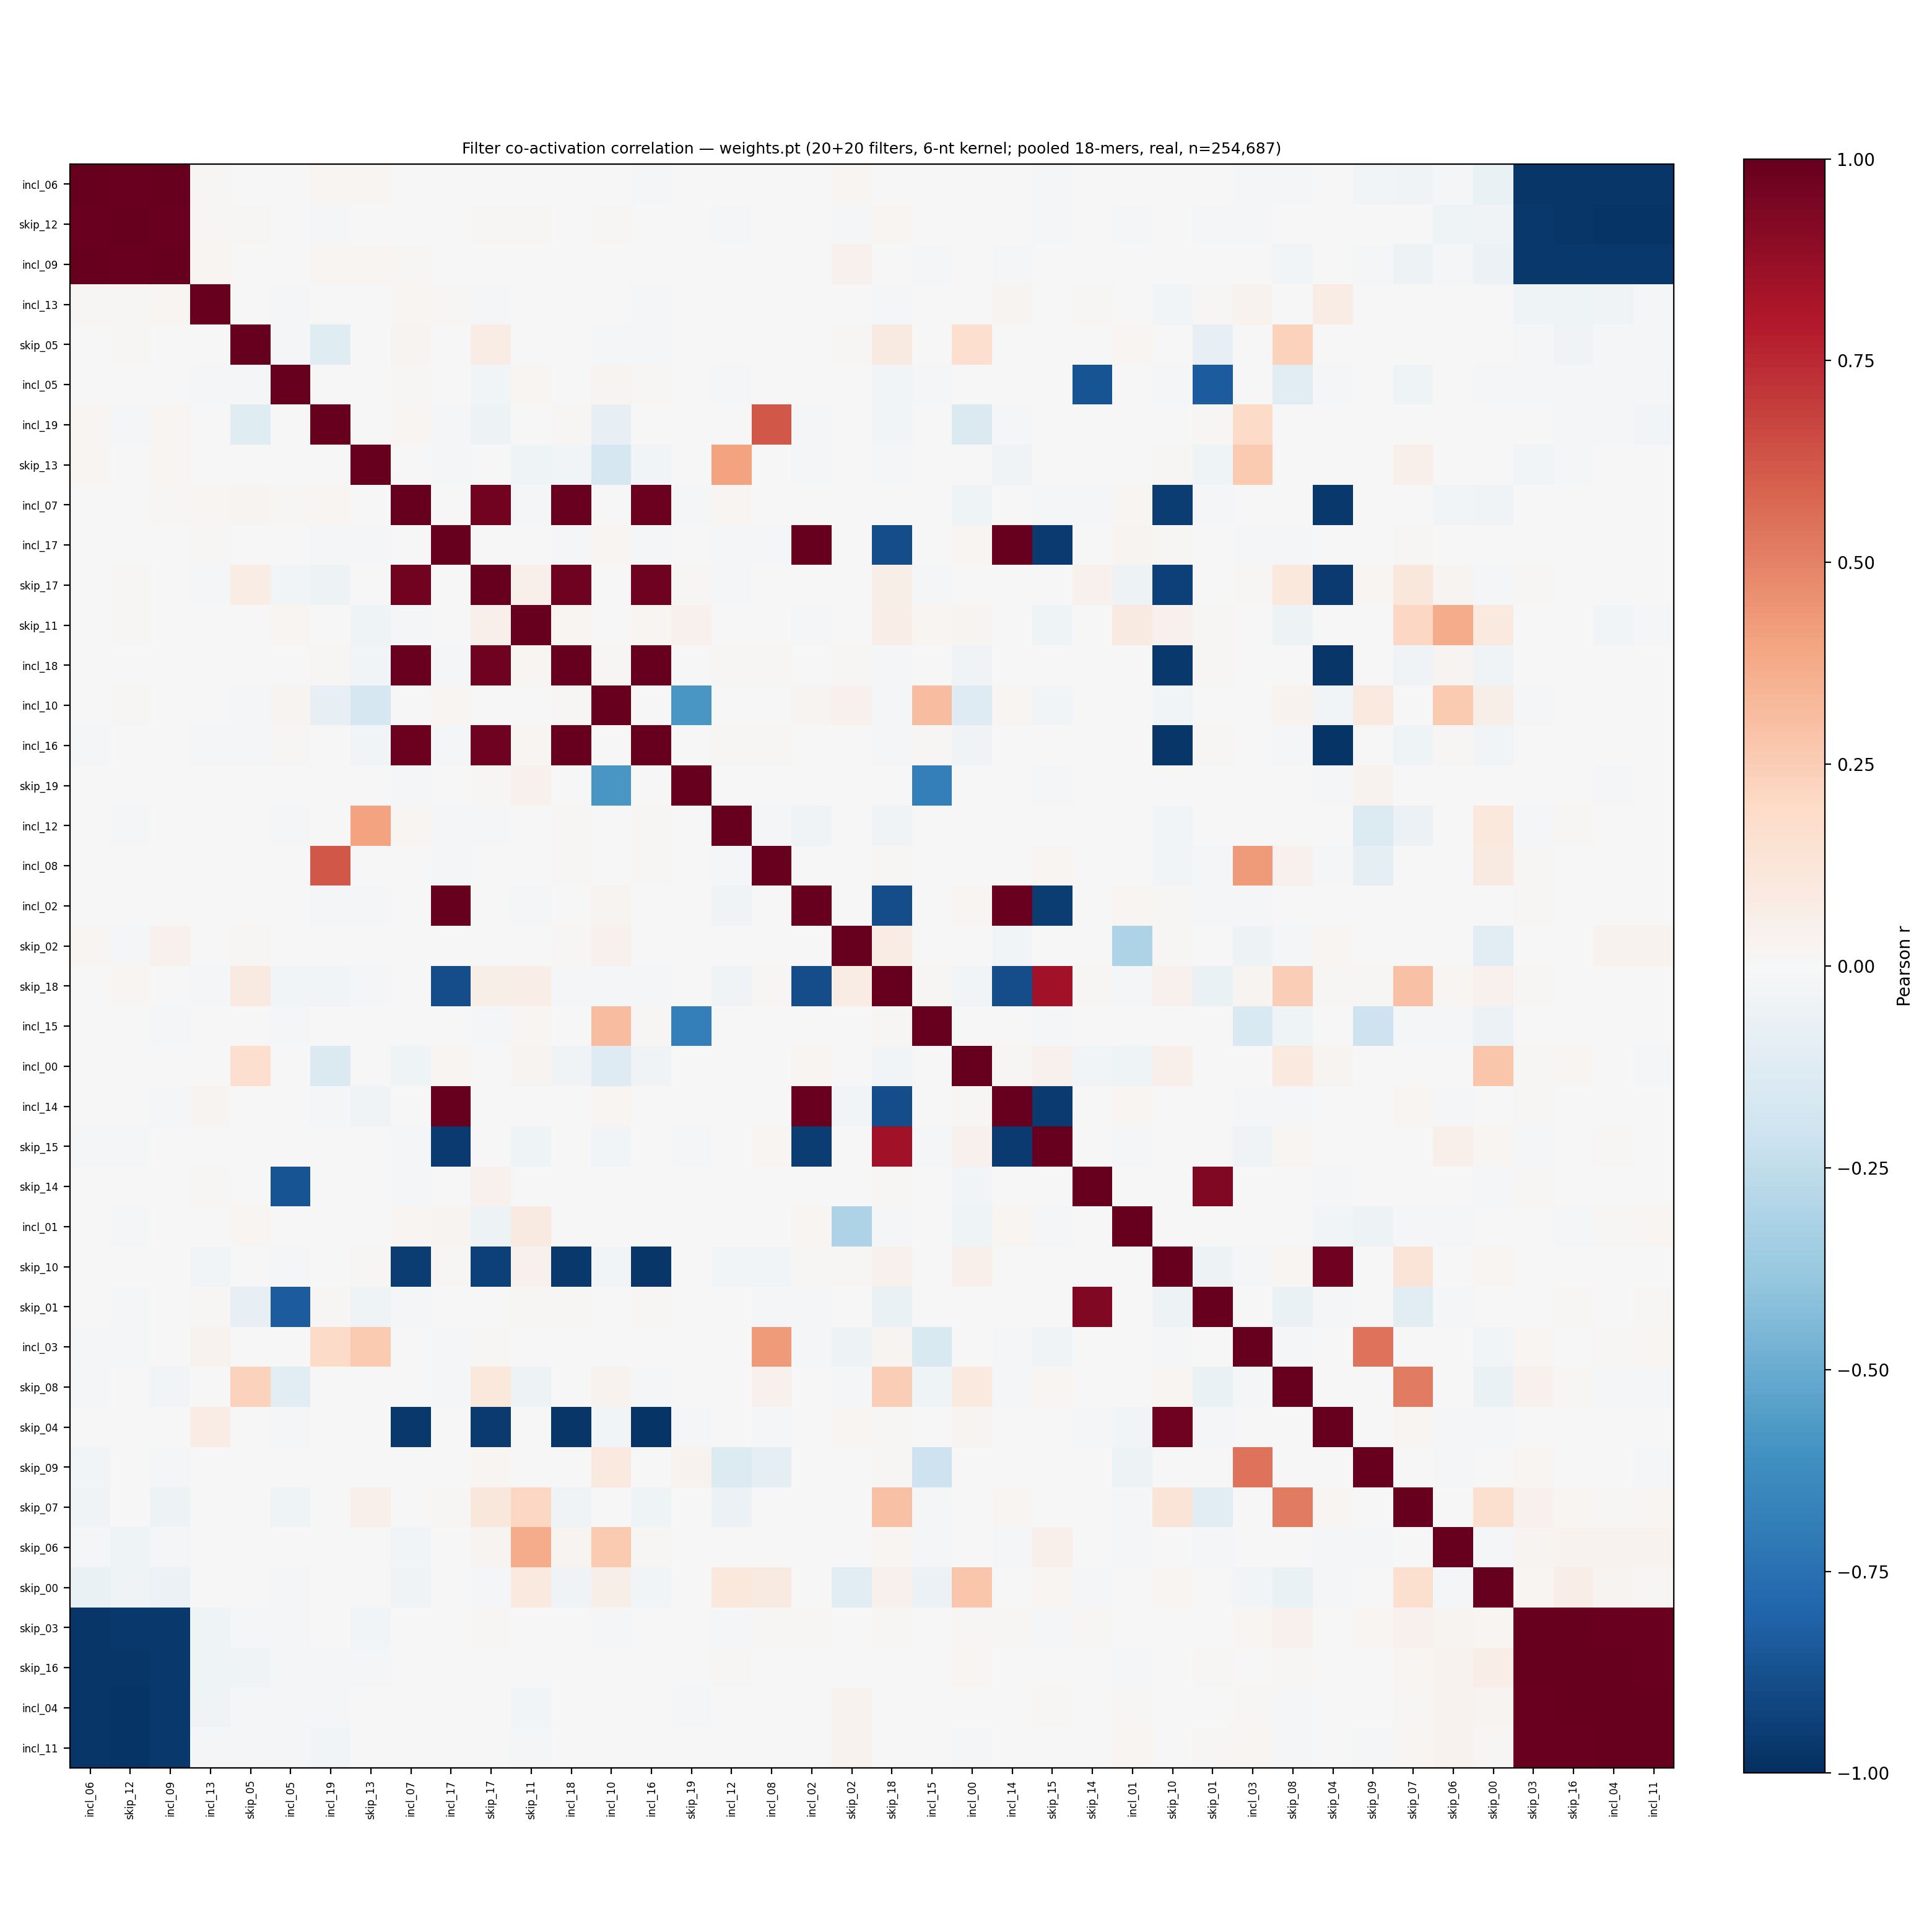 Filter co-activation correlation — weights.pt (20+20 filters, 6-nt kernel; pooled 18-mers, real, n=254,687)
incl_06
skip_12
incl_09
incl_13
skip_05
incl_05
incl_19
skip_13
incl_07
incl_17
skip_17
skip_11
incl_18
incl_10
incl_16
skip_19
incl_12
incl_08
incl_02
skip_02
skip_18
incl_15
incl_00
incl_14
skip_15
skip_14
incl_01
skip_10
skip_01
incl_03
skip_08
skip_04
skip_09
skip_07
skip_06
skip_00
skip_03
skip_16
incl_04
incl_11
incl_06
skip_12
incl_09
incl_13
skip_05
incl_05
incl_19
skip_13
incl_07
incl_17
skip_17
skip_11
incl_18
incl_10
incl_16
skip_19
incl_12
incl_08
incl_02
skip_02
skip_18
incl_15
incl_00
incl_14
skip_15
skip_14
incl_01
skip_10
skip_01
incl_03
skip_08
skip_04
skip_09
skip_07
skip_06
skip_00
skip_03
skip_16
incl_04
incl_11
1.00
0.75
0.50
0.25
0.00
−0.25
−0.50
−0.75
−1.00
Pearson r